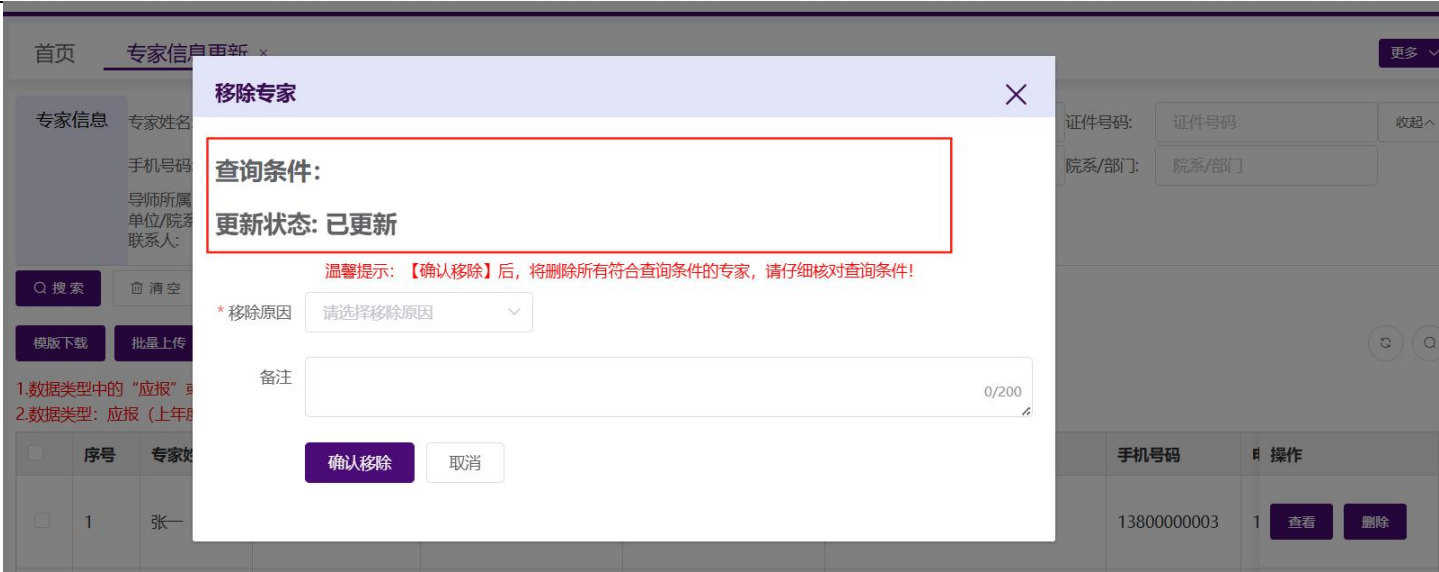 首页
专家信息更新 ×
更多
移除专家
专家信息
专家姓名
证件号码:
证件号码
收起
查询条件:
手机号码
院系/部门:
院系/部门
导师所属
单位/院系
联系人:
更新状态: 已更新
温馨提示：【确认移除】后，将删除所有符合查询条件的专家，请仔细核对查询条件！
搜索
清空
* 移除原因
请选择移除原因
模版下载
批量上传
备注
0/200
1.数据类型中的“应报”或
2.数据类型：应报（上年度
序号
专家姓
手机号码
操作
确认移除
取消
1
张一
13800000003
1
查看
删除